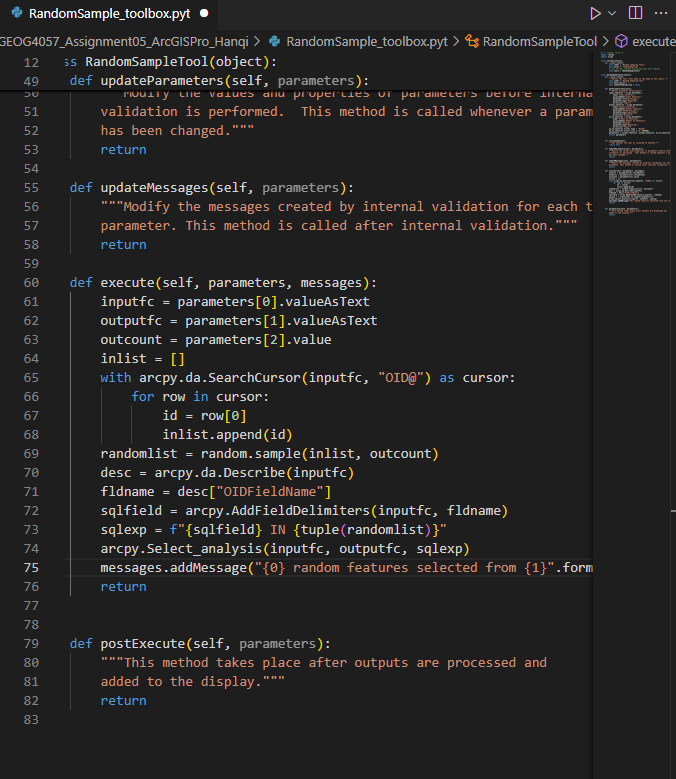 RandomSample_toolbox.pyt
GEOG4057_Assignment05_ArcGISPro_Hanqi > RandomSample_toolbox.pyt > RandomSampleTool > execute
12 ss RandomSampleTool(object):
49 def updateParameters(self, parameters):
50 """Modify the values and properties of parameters before interna
51 validation is performed.  This method is called whenever a param
52 has been changed."""
53 return
54
55 def updateMessages(self, parameters):
56 """Modify the messages created by internal validation for each t
57 parameter. This method is called after internal validation."""
58 return
59
60 def execute(self, parameters, messages):
61 inputfc = parameters[0].valueAsText
62 outputfc = parameters[1].valueAsText
63 outcount = parameters[2].value
64 inlist = []
65 with arcpy.da.SearchCursor(inputfc, "OID@") as cursor:
66 for row in cursor:
67 id = row[0]
68 inlist.append(id)
69 randomlist = random.sample(inlist, outcount)
70 desc = arcpy.da.Describe(inputfc)
71 fldname = desc["OIDFieldName"]
72 sqlfield = arcpy.AddFieldDelimiters(inputfc, fldname)
73 sqlexp = f"{sqlfield} IN {tuple(randomlist)}"
74 arcpy.Select_analysis(inputfc, outputfc, sqlexp)
75 messages.addMessage("{0} random features selected from {1}".form
76 return
77
78
79 def postExecute(self, parameters):
80 """This method takes place after outputs are processed and
81 added to the display."""
82 return
83